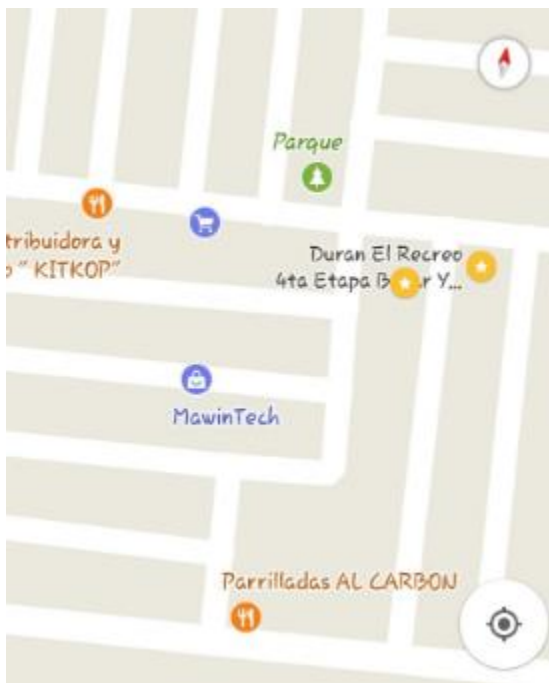 Parque
tribuidora y
o " KITKOP"
Duran El Recreo
4ta Etapa B r Y...
MawinTech
Parrilladas AL CARBON